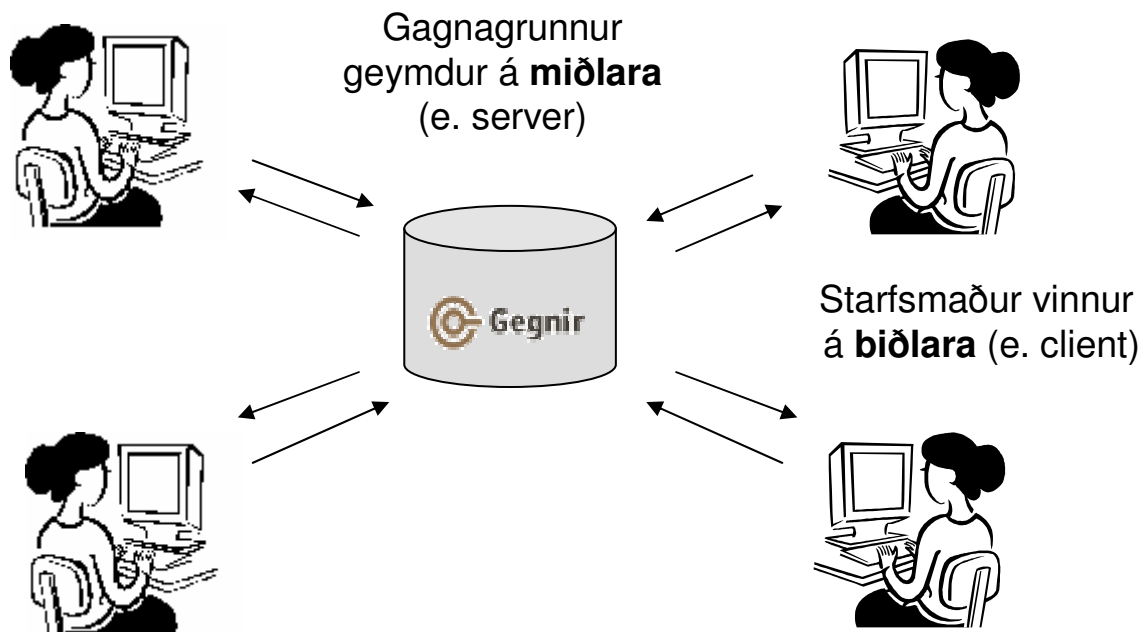 Gagnagrunnur
geymdur á miðlara
(e. server)
Gegnir
Starfsmaður vinnur
á biðlara (e. client)